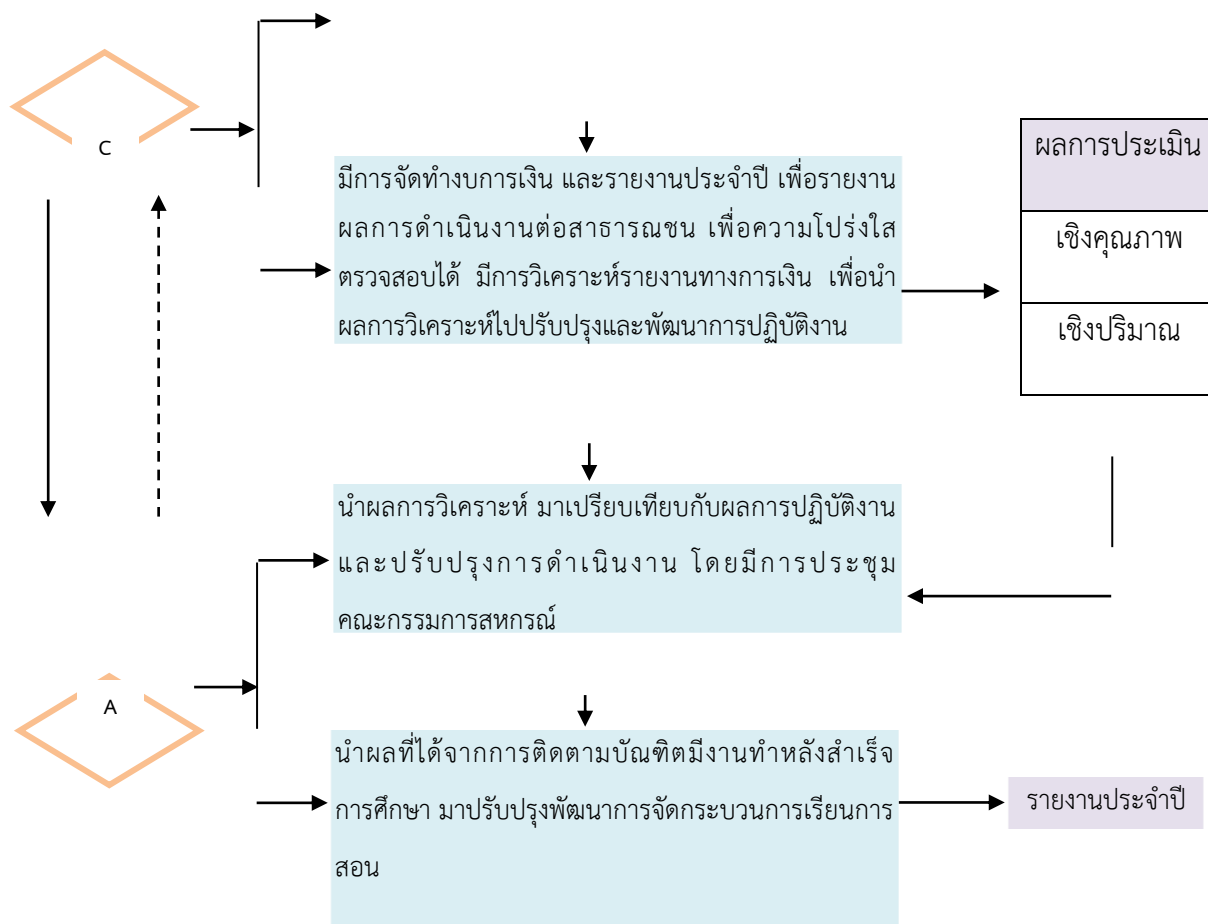 C
มีการจัดทำงบการเงิน และรายงานประจำปี เพื่อรายงาน
ผลการดำเนินงานต่อสาธารณชน เพื่อความโปร่งใส
ตรวจสอบได้ มีการวิเคราะห์รายงานทางการเงิน เพื่อนำ
ผลการวิเคราะห์ไปปรับปรุงและพัฒนาการปฏิบัติงาน
ผลการประเมิน
เชิงคุณภาพ
เชิงปริมาณ
นำผลการวิเคราะห์ มาเปรียบเทียบกับผลการปฏิบัติงาน
และปรับปรุงการดำเนินงาน โดยมีการประชุม
คณะกรรมการสหกรณ์
A
นำผลที่ได้จากการติดตามบัณฑิตมีงานทำหลังสำเร็จ
การศึกษา มาปรับปรุงพัฒนาการจัดกระบวนการเรียนการ
สอน
รายงานประจำปี